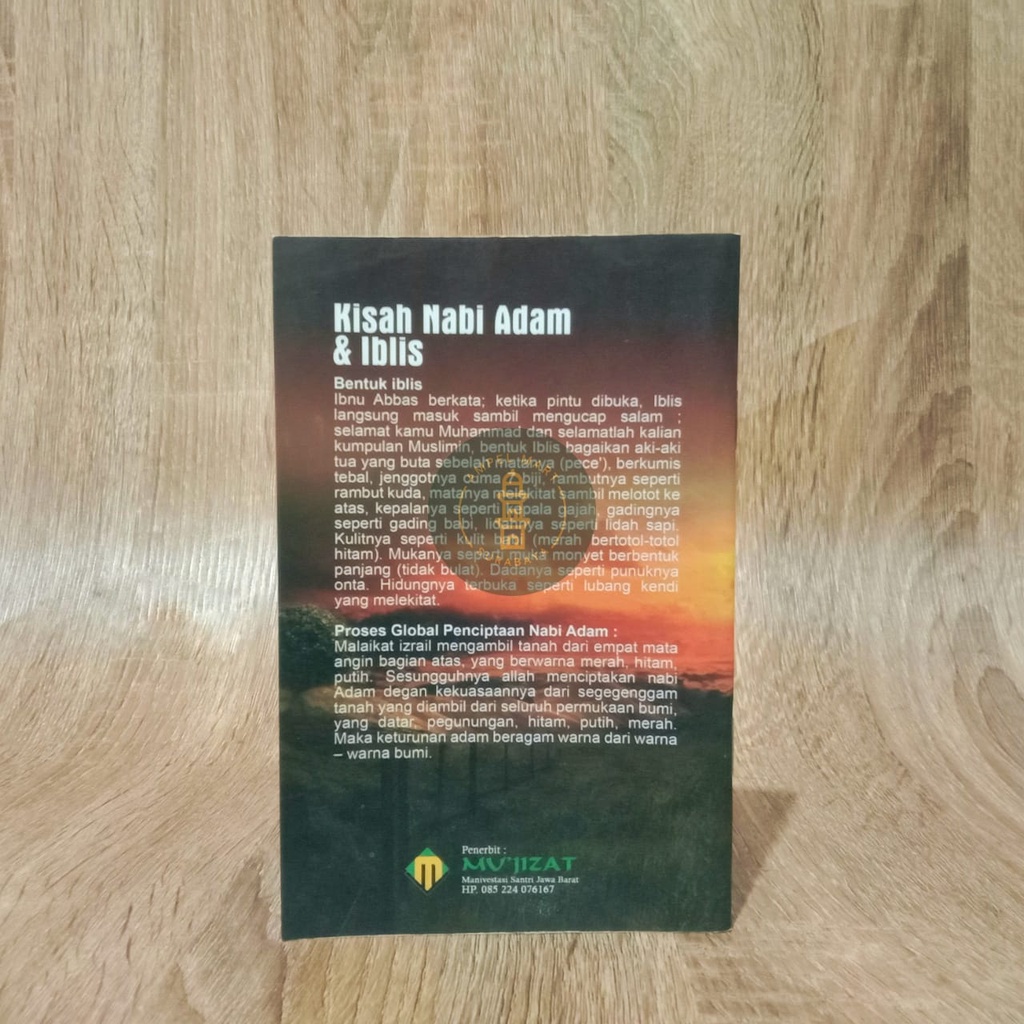 Kisah Nabi Adam
& Iblis
Bentuk iblis
Ibnu Abbas berkata; ketika pintu dibuka, Iblis
langsung masuk sambil mengucap salam ;
selamat kamu Muhammad dan selamatlah kalian
kumpulan Muslimin, bentuk Iblis bagaikan aki-aki
tua yang buta sebelah matanya (pece'), berkumis
tebal, jenggotnya cuma biji, rambutnya seperti
rambut kuda, matanya melekitat sambil melotot ke
atas, kepalanya seperti kepala gajah, gadingnya
seperti gading babi, lidahnya seperti lidah sapi.
Kulitnya seperti kulit babi (merah bertotol-totol
hitam). Mukanya seperti muka monyet berbentuk
panjang (tidak bulat). Dadanya seperti punuknya
onta. Hidungnya terbuka seperti lubang kendi
yang melekitat.
Proses Global Penciptaan Nabi Adam :
Malaikat izrail mengambil tanah dari empat mata
angin bagian atas, yang berwarna merah, hitam,
putih. Sesungguhnya allah menciptakan nabi
Adam degan kekuasaannya dari segegenggam
tanah yang diambil dari seluruh permukaan bumi,
yang datar, pegunungan, hitam, putih, merah.
Maka keturunan adam beragam warna dari warna
– warna bumi.
Penerbit :
MU'JIZAT
Manivestasi Santri Jawa Barat
HP. 085 224 076167